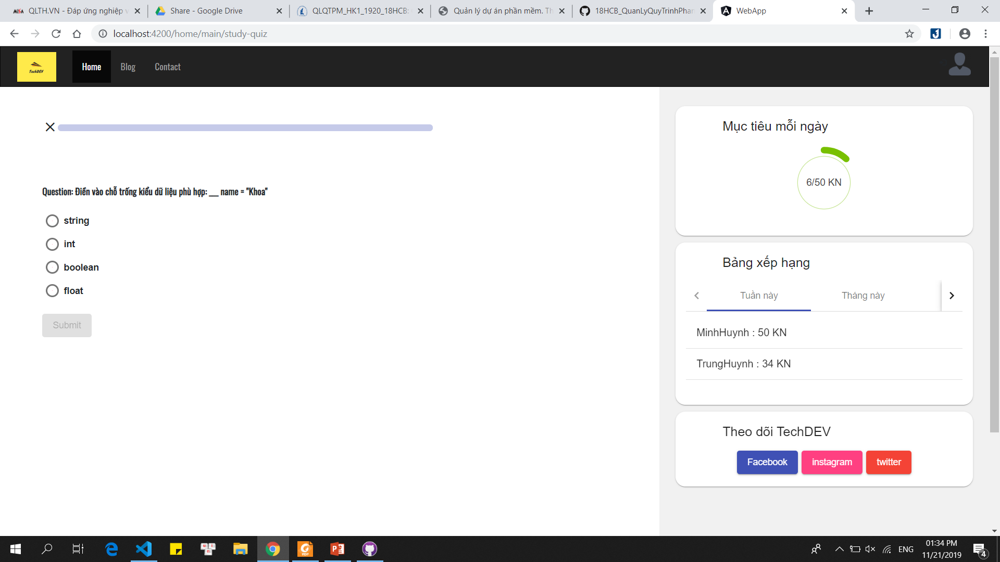 MISA QLTH.VN - Đáp ứng nghiệp v
Share - Google Drive
QLQTPM_HK1_1920_18HCB:
Quản lý dự án phần mềm. Th
18HCB_QuanLyQuyTrinhPhan
WebApp
localhost:4200/home/main/study-quiz
TechDEV
Home
Blog
Contact
Question: Điền vào chỗ trống kiểu dữ liệu phù hợp: ___ name = "Khoa"
string
int
boolean
float
Submit
Mục tiêu mỗi ngày
6/50 KN
Bảng xếp hạng
Tuần này
Tháng này
MinhHuynh : 50 KN
TrungHuynh : 34 KN
Theo dõi TechDEV
Facebook
instagram
twitter
ENG
01:34 PM
11/21/2019
4